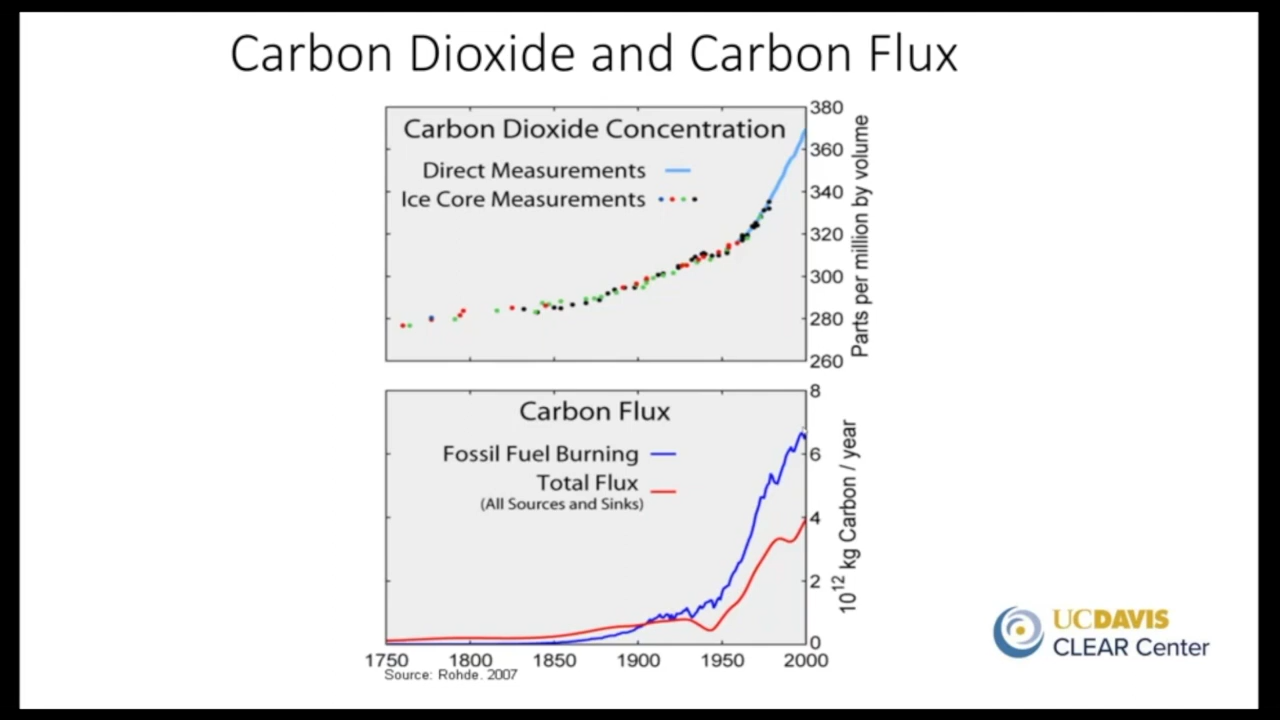 Carbon Dioxide and Carbon Flux
Carbon Dioxide Concentration
Direct Measurements
Ice Core Measurements
380
360
340
320
300
280
260
Parts per million by volume
Carbon Flux
Fossil Fuel Burning
Total Flux
(All Sources and Sinks)
8
6
4
2
0
10¹² kg Carbon / year
1750 1800 1850 1900 1950 2000
Source: Rohde. 2007
UCDAVIS
CLEAR Center